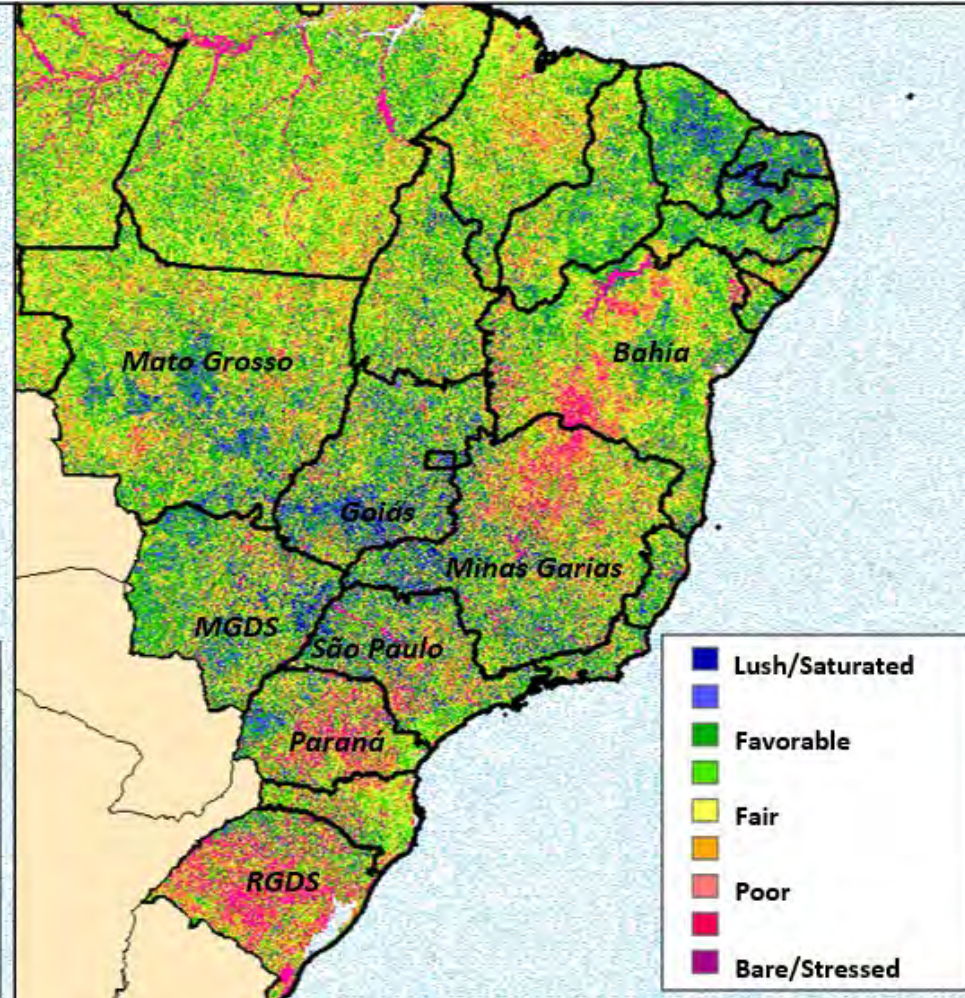 Mato Grosso
Bahia
Goiás
Minas Garias
MGDS
São Paulo
Paraná
RGDS
Lush/Saturated
Favorable
Fair
Poor
Bare/Stressed